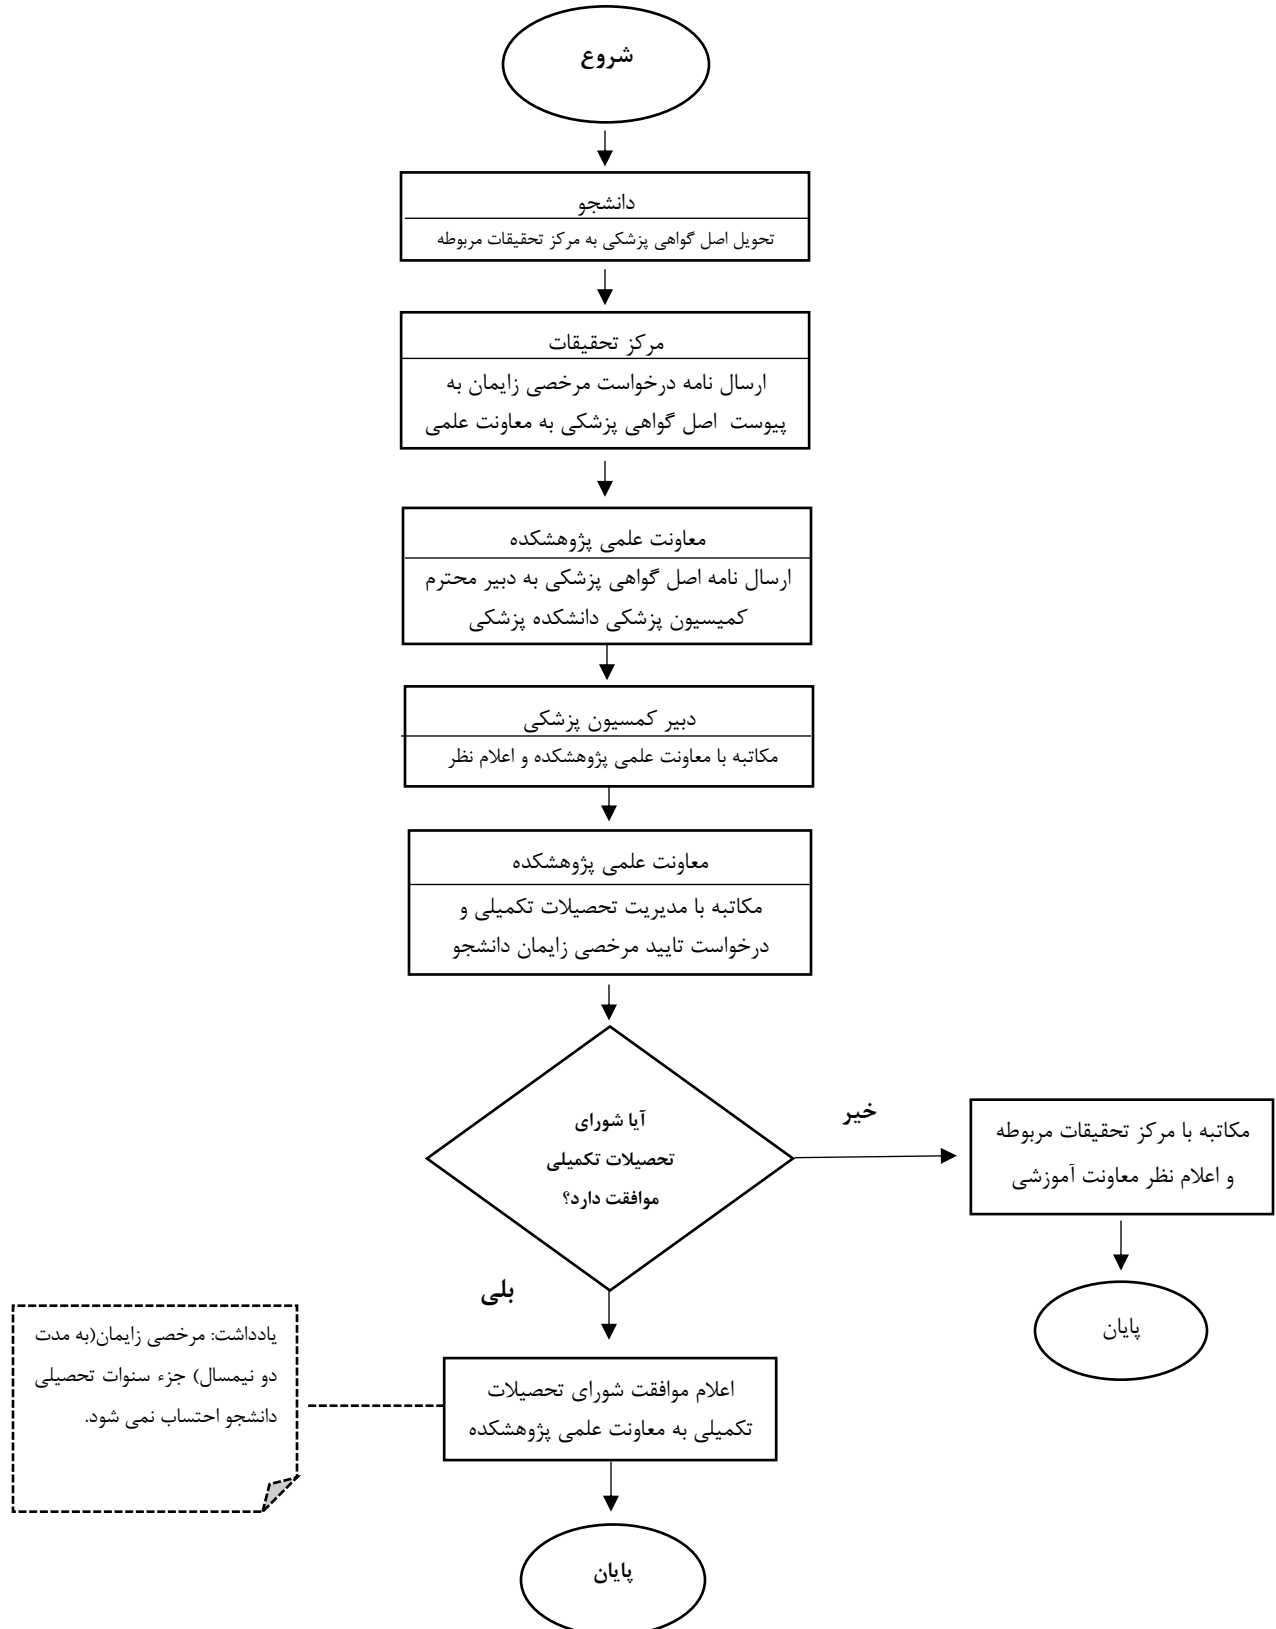 شروع
دانشجو
تحویل اصل گواهی پزشکی به مرکز تحقیقات مربوطه
مرکز تحقیقات
ارسال نامه درخواست مرخصی زایمان به
پیوست اصل گواهی پزشکی به معاونت علمی
معاونت علمی پژوهشکده
ارسال نامه اصل گواهی پزشکی به دبیر محترم
کمیسیون پزشکی دانشکده پزشکی
دبیر کمسیون پزشکی
مکاتبه با معاونت علمی پژوهشکده و اعلام نظر
معاونت علمی پژوهشکده
مکاتبه با مدیریت تحصیلات تکمیلی و
درخواست تایید مرخصی زایمان دانشجو
آیا شورای
تحصیلات تکمیلی
موافقت دارد؟
خیر
مکاتبه با مرکز تحقیقات مربوطه
و اعلام نظر معاونت آموزشی
پایان
بلی
اعلام موافقت شورای تحصیلات
تکمیلی به معاونت علمی پژوهشکده
یادداشت: مرخصی زایمان(به مدت
دو نیمسال) جزء سنوات تحصیلی
دانشجو احتساب نمی شود.
پایان